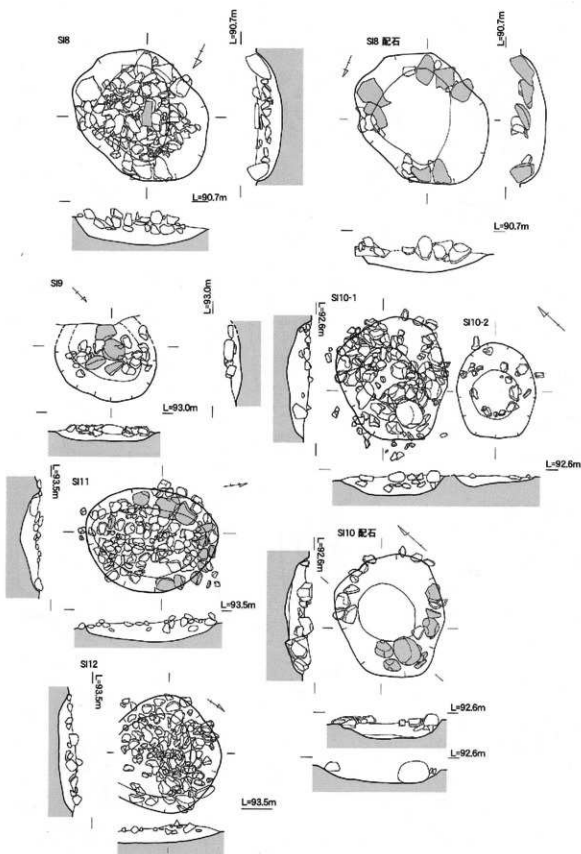 SI8
L=90.7m
L=90.7m
SI8 配石
L=90.7m
L=90.7m
SI9
L=93.0m
L=93.0m
SI10-1
L=92.6m
SI10-2
L=92.6m
SI11
L=93.5m
L=93.5m
SI10 配石
L=92.6m
L=92.6m
L=92.6m
SI12
L=93.5m
L=93.5m